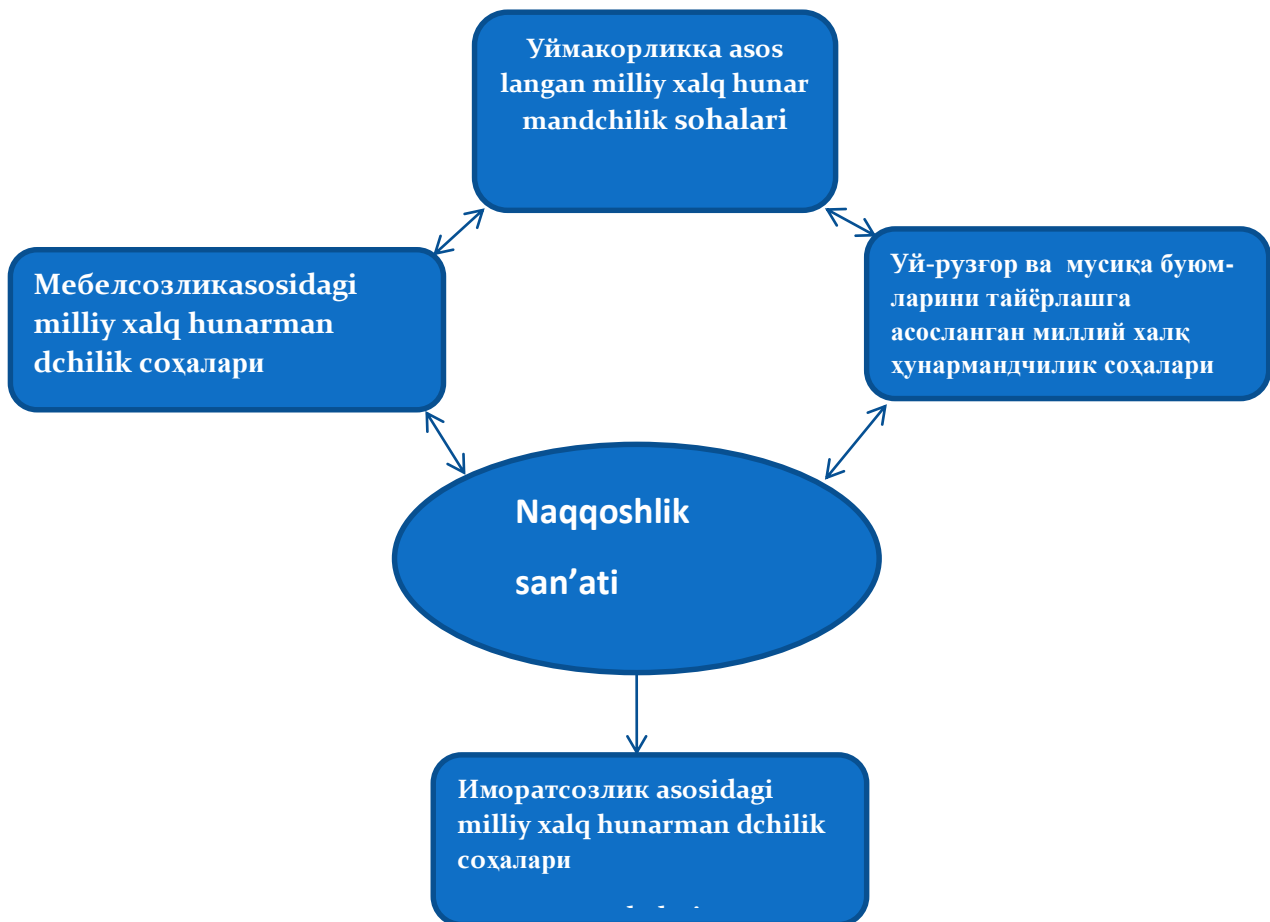 Уймакорликка asos
langan milliy xalq hunar
mandchilik sohalari
Мебелсозликasosidagi
milliy xalq hunarman
dchilik соҳалари
Уй-рузғор ва мусиқа буюм-
ларини тайёрлашга
асосланган миллий халқ
ҳунармандчилик соҳалари
Naqqoshlik
san’ati
Иморатсозлик asosidagi
milliy xalq hunarman dchilik
соҳалари